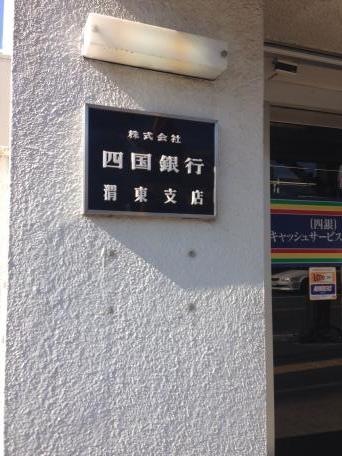 株式会社
四国銀行
渭東支店
〔四銀〕
キャッシュサービス